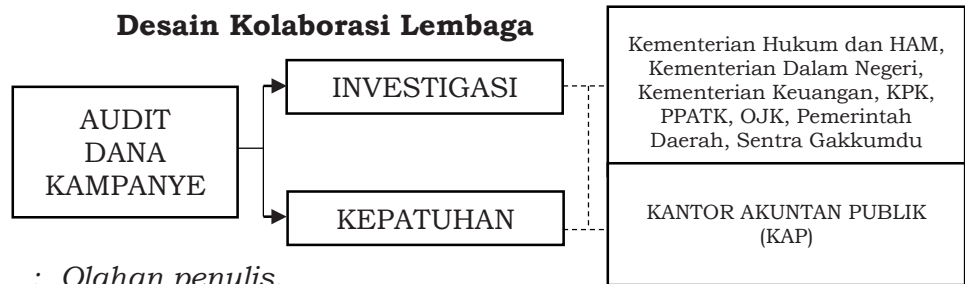 Desain Kolaborasi Lembaga
AUDIT
DANA
KAMPANYE
INVESTIGASI
KEPATUHAN
Kementerian Hukum dan HAM,
Kementerian Dalam Negeri,
Kementerian Keuangan, KPK,
PPATK, OJK, Pemerintah
Daerah, Sentra Gakkumdu
KANTOR AKUNTAN PUBLIK
(KAP)
: Olahan penulis